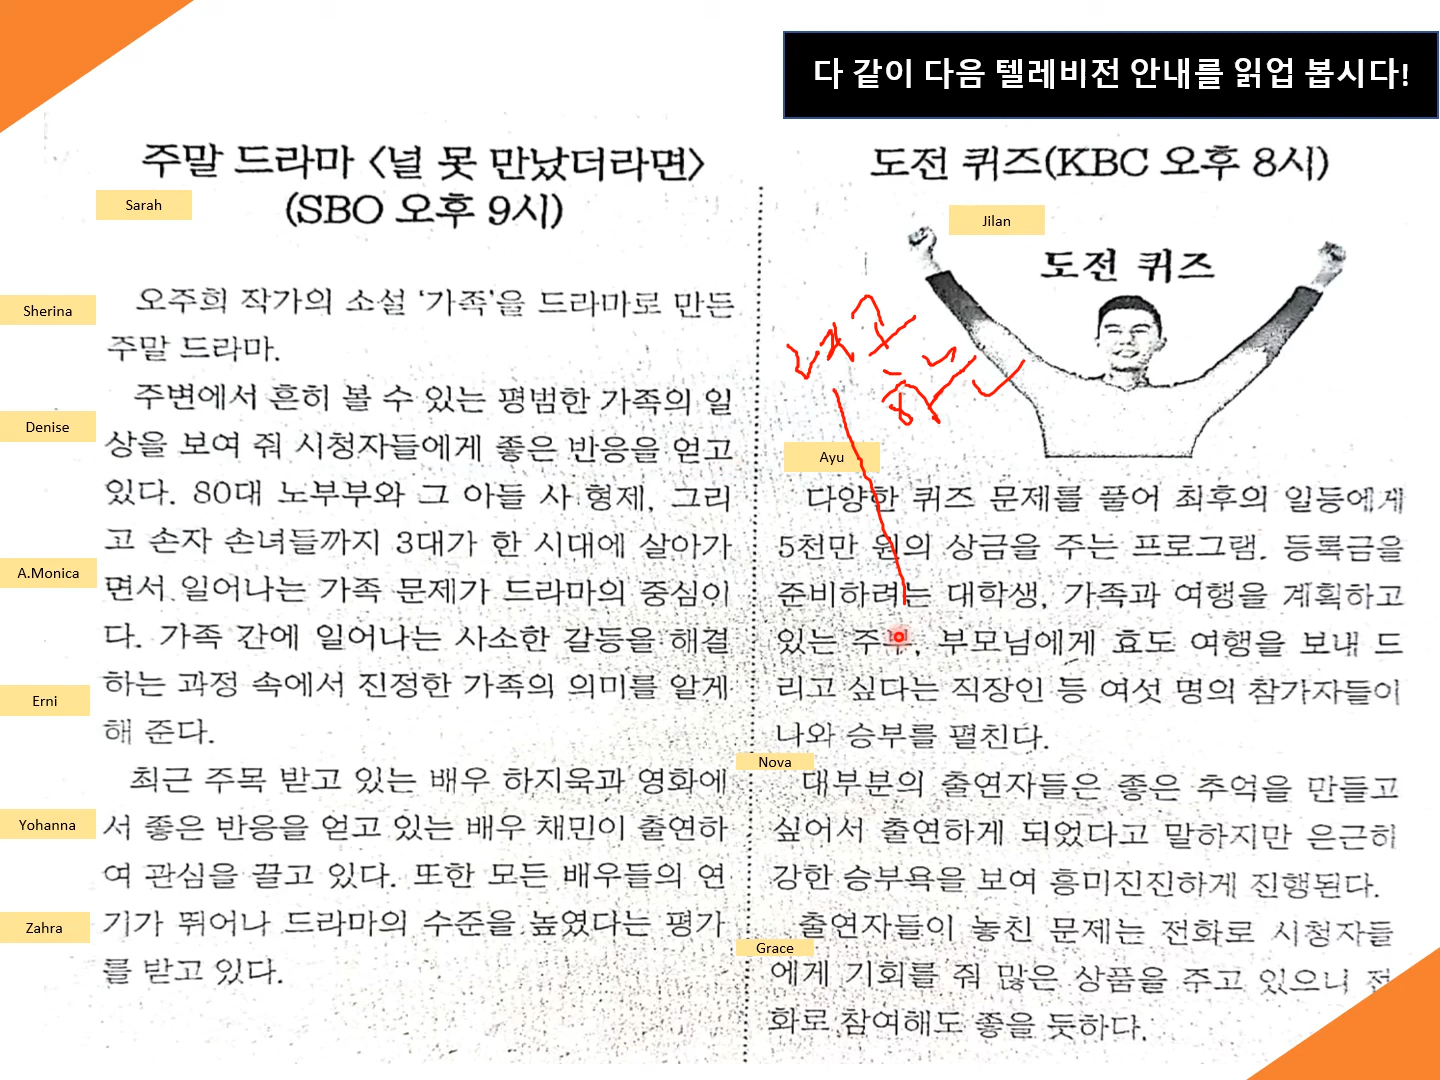 다 같이 다음 텔레비전 안내를 읽업 봅시다!
주말 드라마 <널 못 만났더라면>
(SBO 오후 9시)
Sarah
Sherina
오주희 작가의 소설 '가족'을 드라마로 만든
주말 드라마.
Denise
주변에서 흔히 볼 수 있는 평범한 가족의 일
상을 보여 줘 시청자들에게 좋은 반응을 얻고
있다. 80대 노부부와 그 아들 사 형제, 그리
고 손자 손녀들까지 3대가 한 시대에 살아가
A.Monica
면서 일어나는 가족 문제가 드라마의 중심이
다. 가족 간에 일어나는 사소한 갈등을 해결
Erni
하는 과정 속에서 진정한 가족의 의미를 알게
해 준다.
최근 주목 받고 있는 배우 하지욱과 영화에
Yohanna
서 좋은 반응을 얻고 있는 배우 채민이 출연하
여 관심을 끌고 있다. 또한 모든 배우들의 연
Zahra
기가 뛰어나 드라마의 수준을 높였다는 평가
를 받고 있다.
도전 퀴즈(KBC 오후 8시)
Jilan
도전 퀴즈
Ayu
다양한 퀴즈 문제를 풀어 최후의 일등에게
5천만 원의 상금을 주는 프로그램. 등록금을
준비하려는 대학생, 가족과 여행을 계획하고
있는 주부, 부모님에게 효도 여행을 보내 드
리고 싶다는 직장인 등 여섯 명의 참가자들이
나와 승부를 펼친다.
Nova
대부분의 출연자들은 좋은 추억을 만들고
싶어서 출연하게 되었다고 말하지만 은근히
강한 승부욕을 보여 흥미진진하게 진행된다.
출연자들이 놓친 문제는 전화로 시청자들
Grace
에게 기회를 줘 많은 상품을 주고 있으니 전
화로 참여해도 좋을 듯하다.